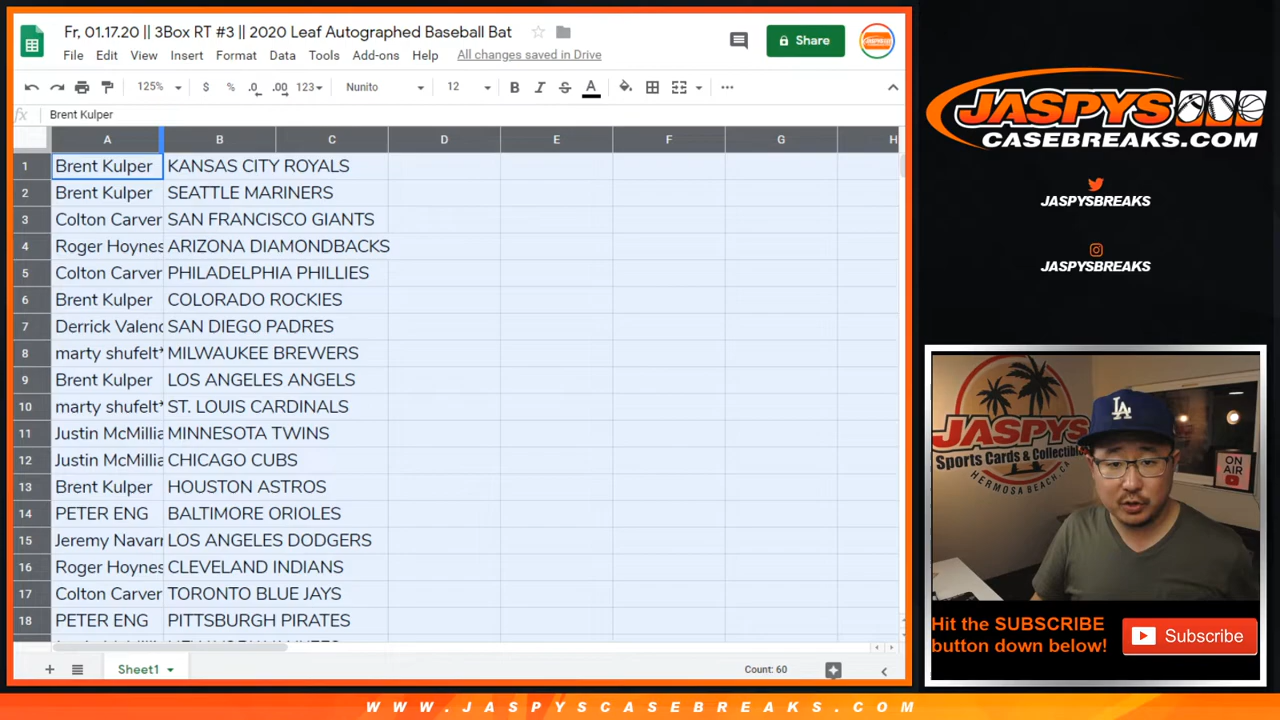 Fr, 01.17.20 || 3Box RT #3 || 2020 Leaf Autographed Baseball Bat
File Edit View Insert Format Data Tools Add-ons Help All changes saved in Drive
Share
125% $ % .0 .00 123 Nunito 12 B I S A
fx Brent Kulper
A B C D E F G H
1 Brent Kulper KANSAS CITY ROYALS
2 Brent Kulper SEATTLE MARINERS
3 Colton Carver SAN FRANCISCO GIANTS
4 Roger Hoynes ARIZONA DIAMONDBACKS
5 Colton Carver PHILADELPHIA PHILLIES
6 Brent Kulper COLORADO ROCKIES
7 Derrick Valenc SAN DIEGO PADRES
8 marty shufelt* MILWAUKEE BREWERS
9 Brent Kulper LOS ANGELES ANGELS
10 marty shufelt* ST. LOUIS CARDINALS
11 Justin McMillia MINNESOTA TWINS
12 Justin McMillia CHICAGO CUBS
13 Brent Kulper HOUSTON ASTROS
14 PETER ENG BALTIMORE ORIOLES
15 Jeremy Navarr LOS ANGELES DODGERS
16 Roger Hoynes CLEVELAND INDIANS
17 Colton Carver TORONTO BLUE JAYS
18 PETER ENG PITTSBURGH PIRATES
Sheet1
Count: 60
JASPYS
CASEBREAKS.COM
JASPYSBREAKS
JASPYSBREAKS
JASPYS
Sports Cards & Collectibles
HERMOSA BEACH CA
LA
ON
AIR
Hit the SUBSCRIBE
button down below!
Subscribe
WWW.JASPYSCASEBREAKS.COM